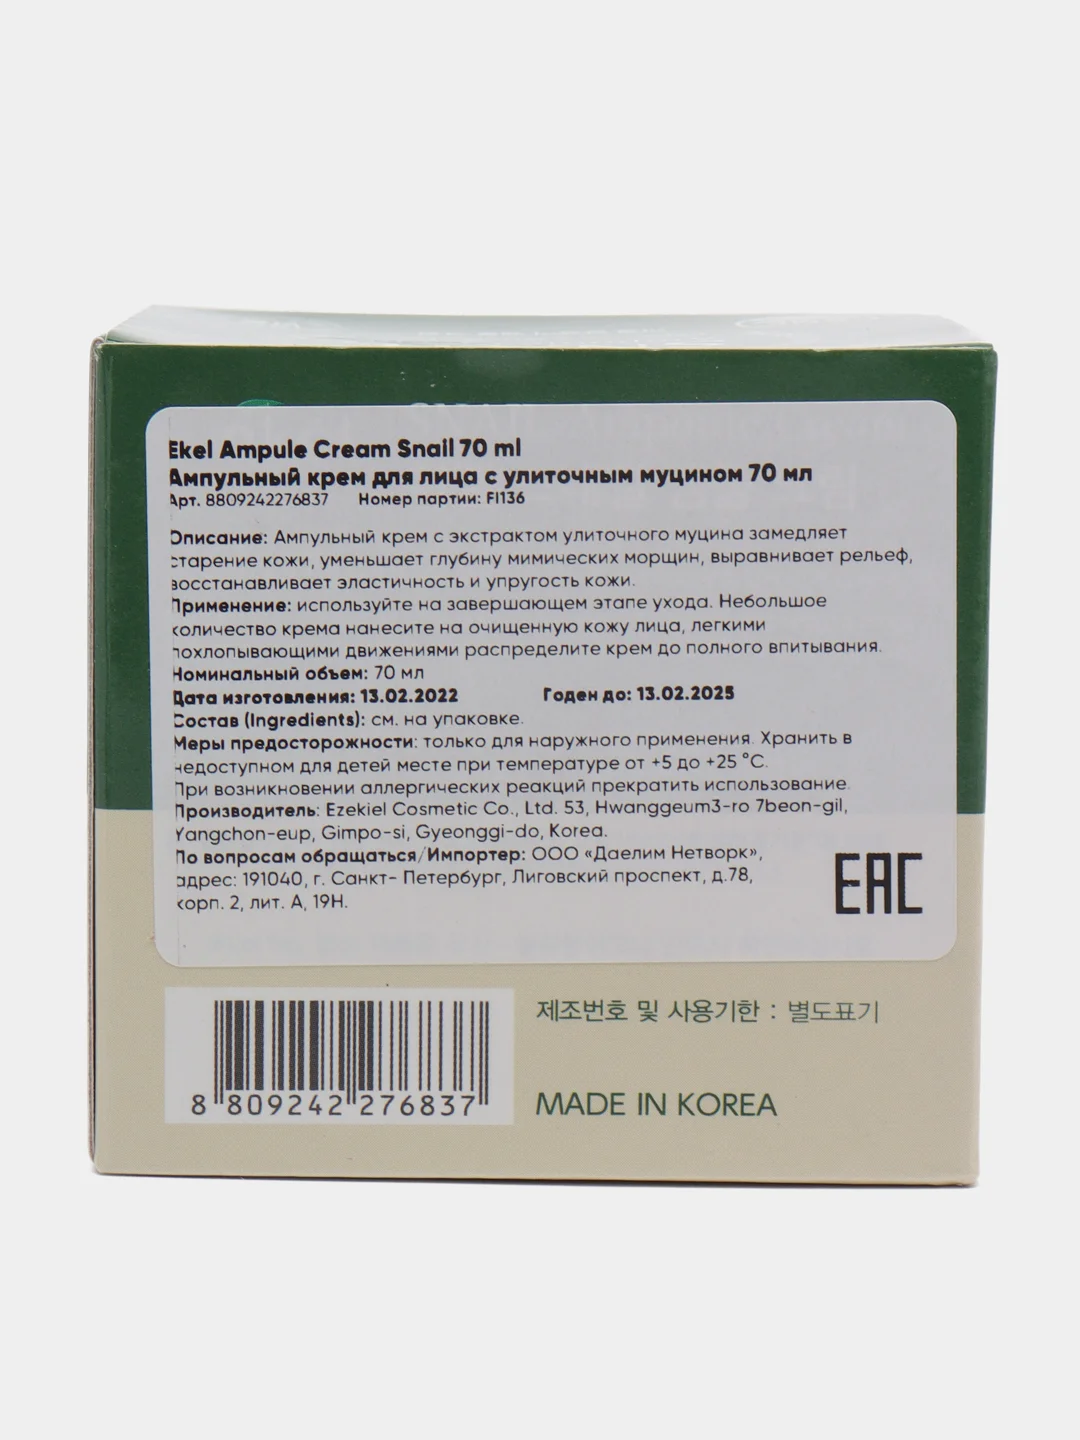 Ekel Ampule Cream Snail 70 ml
Ампульный крем для лица с улиточным муцином 70 мл
Арт. 8809242276837 Номер партии: FI136
Описание: Ампульный крем с экстрактом улиточного муцина замедляет
старение кожи, уменьшает глубину мимических морщин, выравнивает рельеф,
восстанавливает эластичность и упругость кожи.
Применение: используйте на завершающем этапе ухода. Небольшое
количество крема нанесите на очищенную кожу лица, легкими
похлопывающими движениями распределите крем до полного впитывания.
Номинальный объем: 70 мл
Дата изготовления: 13.02.2022 Годен до: 13.02.2025
Состав (Ingredients): см. на упаковке.
Меры предосторожности: только для наружного применения. Хранить в
недоступном для детей месте при температуре от +5 до +25 °C.
При возникновении аллергических реакций прекратить использование.
Производитель: Ezekiel Cosmetic Co., Ltd. 53, Hwanggeum3-ro 7beon-gil,
Yangchon-eup, Gimpo-si, Gyeonggi-do, Korea.
По вопросам обращаться/Импортер: ООО «Даелим Нетворк»,
адрес: 191040, г. Санкт- Петербург, Лиговский проспект, д.78,
корп. 2, лит. А, 19Н.
EAC
제조번호 및 사용기한 : 별도표기
8 809242 276837
MADE IN KOREA